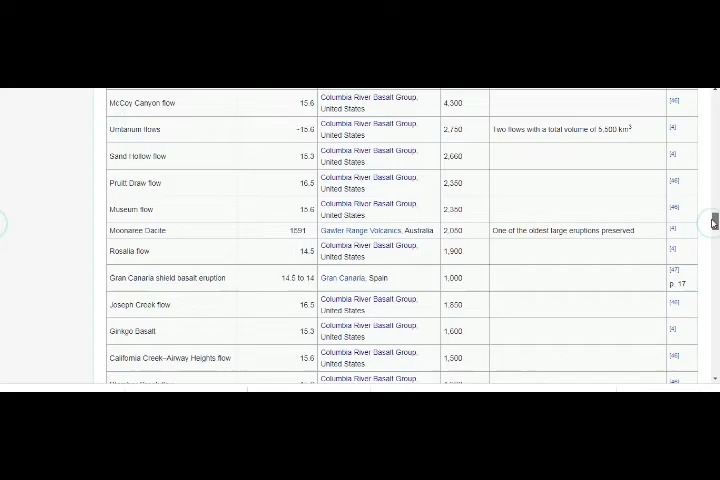 McCoy Canyon flow 15.6 Columbia River Basalt Group, United States 4,300 [46]
Umtanum flows ~15.6 Columbia River Basalt Group, United States 2,750 Two flows with a total volume of 5,500 km³ [4]
Sand Hollow flow 15.3 Columbia River Basalt Group, United States 2,660 [4]
Pruitt Draw flow 16.5 Columbia River Basalt Group, United States 2,350 [46]
Museum flow 15.6 Columbia River Basalt Group, United States 2,350 [46]
Moonaree Dacite 1591 Gawler Range Volcanics, Australia 2,050 One of the oldest large eruptions preserved [4]
Rosalia flow 14.5 Columbia River Basalt Group, United States 1,900 [4]
Gran Canaria shield basalt eruption 14.5 to 14 Gran Canaria, Spain 1,000 [47] p. 17
Joseph Creek flow 16.5 Columbia River Basalt Group, United States 1,850 [46]
Ginkgo Basalt 15.3 Columbia River Basalt Group, United States 1,600 [4]
California Creek–Airway Heights flow 15.6 Columbia River Basalt Group, United States 1,500 [46]
Columbia River Basalt Group,